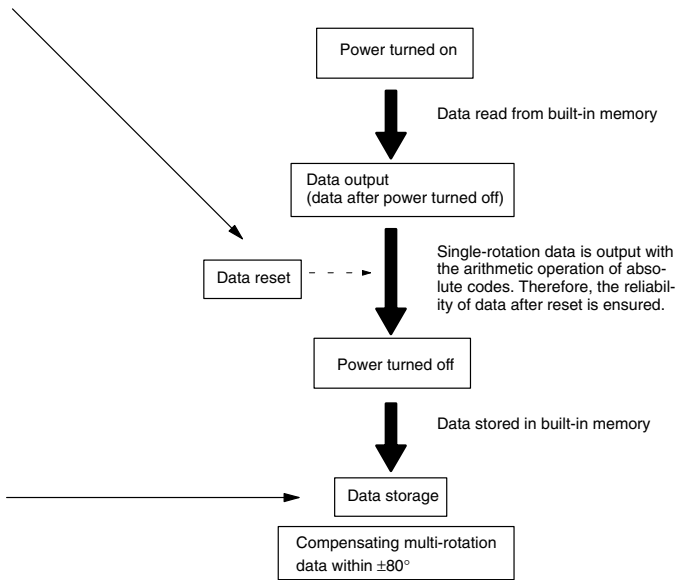 Power turned on
Data read from built-in memory
Data output
(data after power turned off)
Single-rotation data is output with
the arithmetic operation of abso-
lute codes. Therefore, the reliabil-
ity of data after reset is ensured.
Data reset
Power turned off
Data stored in built-in memory
Data storage
Compensating multi-rotation
data within ±80°